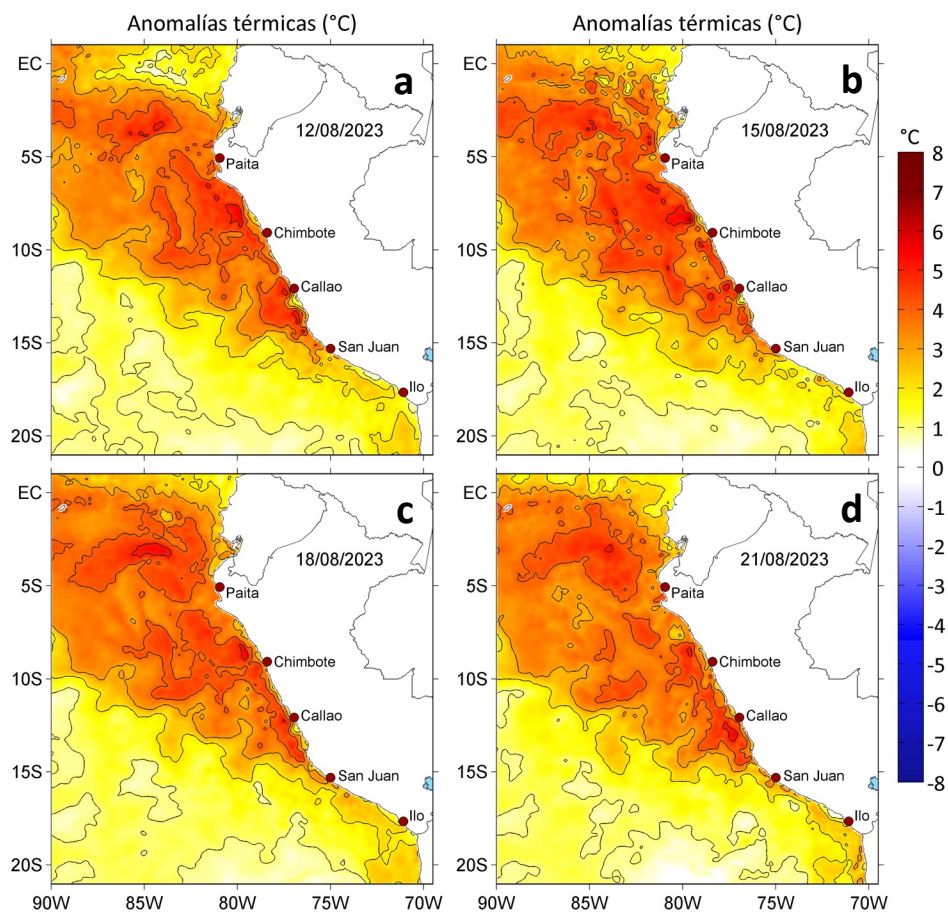 Anomalías térmicas (°C)
Anomalías térmicas (°C)
EC
5S
10S
15S
20S
a
12/08/2023
Paita
Chimbote
Callao
San Juan
Ilo
EC
5S
10S
15S
20S
b
15/08/2023
Paita
Chimbote
Callao
San Juan
Ilo
°C
8
7
6
5
4
3
2
1
0
-1
-2
-3
-4
-5
-6
-7
-8
EC
5S
10S
15S
20S
c
18/08/2023
Paita
Chimbote
Callao
San Juan
Ilo
90W 85W 80W 75W 70W
EC
5S
10S
15S
20S
d
21/08/2023
Paita
Chimbote
Callao
San Juan
Ilo
90W 85W 80W 75W 70W